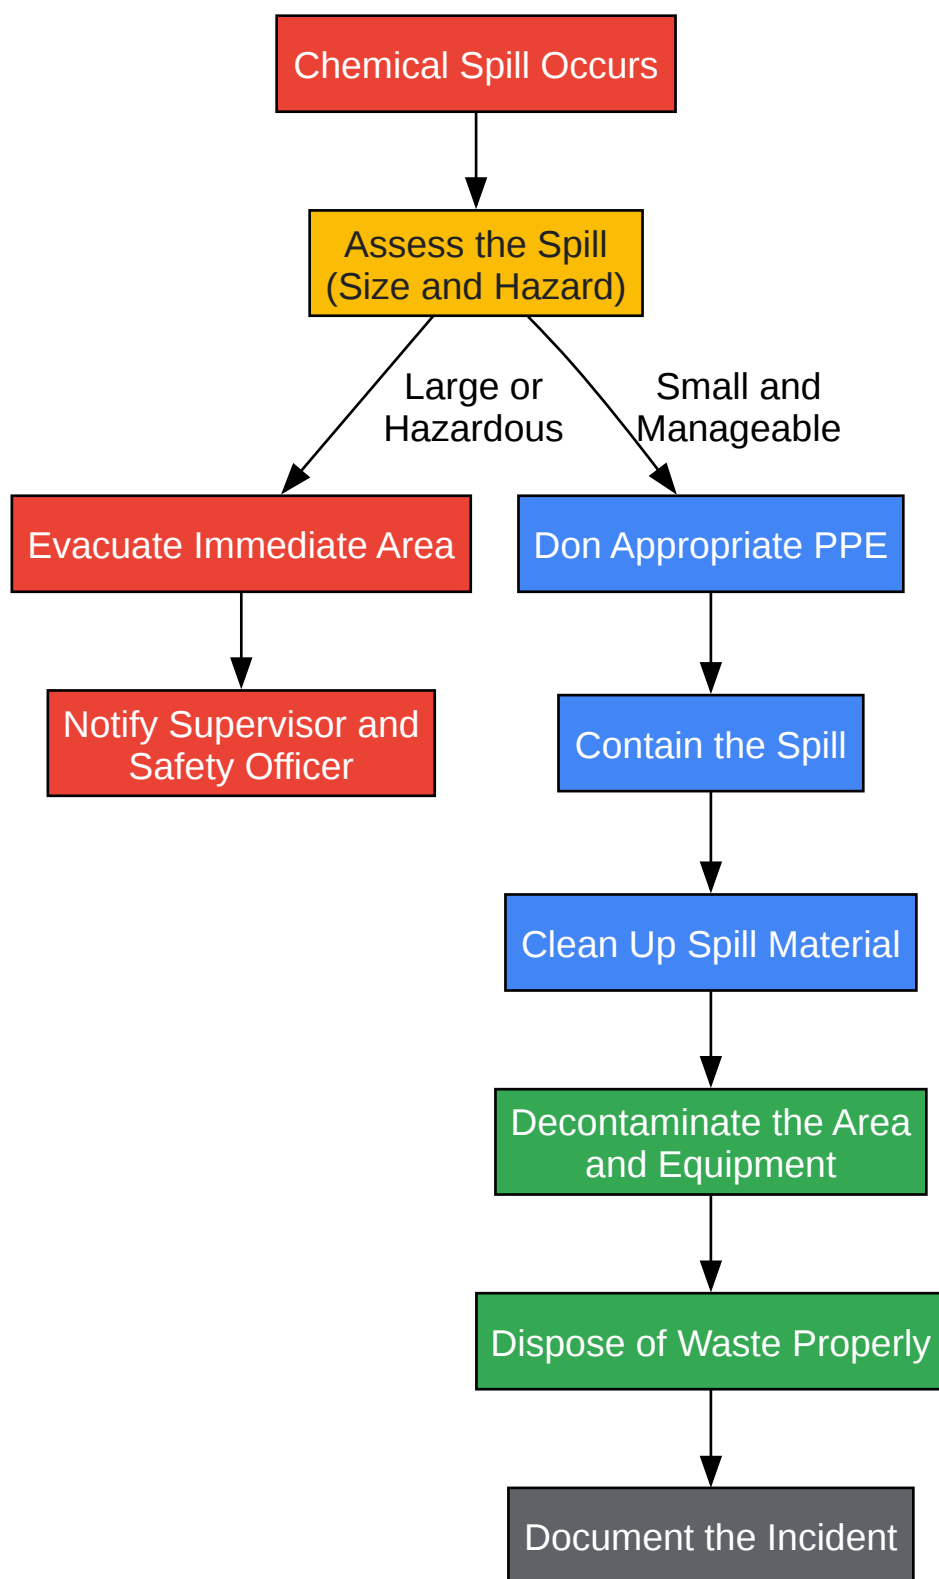 Chemical Spill Occurs
Assess the Spill
(Size and Hazard)
Large or
Hazardous
Small and
Manageable
Evacuate Immediate Area
Don Appropriate PPE
Notify Supervisor and
Safety Officer
Contain the Spill
Clean Up Spill Material
Decontaminate the Area
and Equipment
Dispose of Waste Properly
Document the Incident